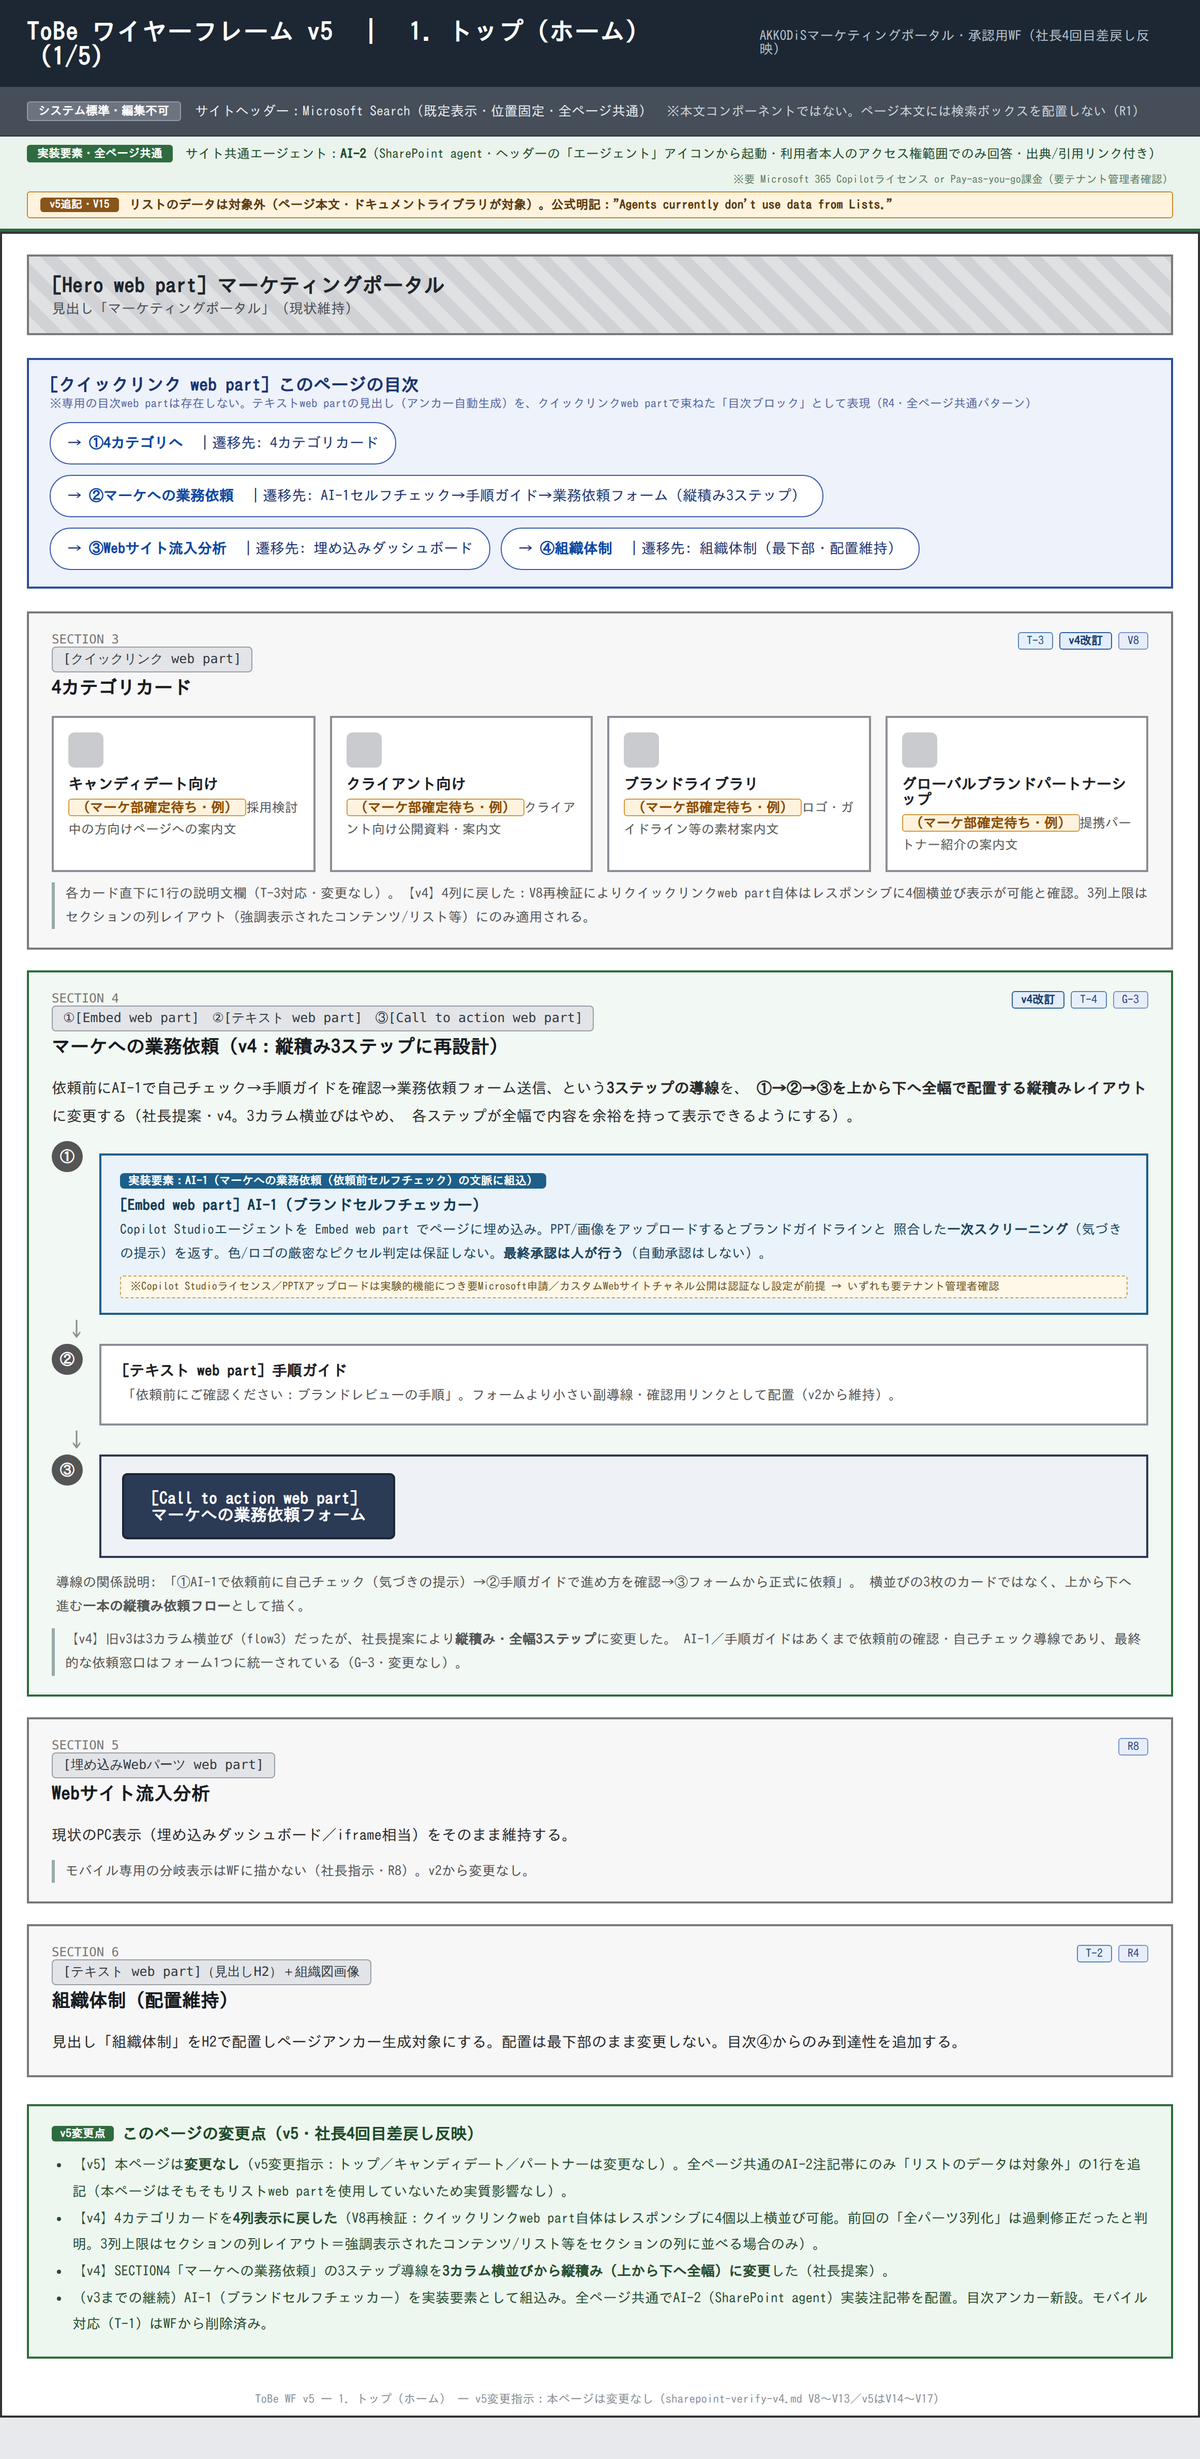 ToBe ワイヤーフレーム v5 ｜ 1. トップ（ホーム）
（1/5）
AKKODiSマーケティングポータル・承認用WF（社長4回目差戻し反
映）
システム標準・編集不可 サイトヘッダー：Microsoft Search（既定表示・位置固定・全ページ共通） ※本文コンポーネントではない。ページ本文には検索ボックスを配置しない（R1）
実装要素・全ページ共通 サイト共通エージェント：AI-2（SharePoint agent・ヘッダーの「エージェント」アイコンから起動・利用者本人のアクセス権範囲でのみ回答・出典/引用リンク付き）
※要 Microsoft 365 Copilotライセンス or Pay-as-you-go課金（要テナント管理者確認）
v5追記・V15 リストのデータは対象外（ページ本文・ドキュメントライブラリが対象）。公式明記："Agents currently don't use data from Lists."
[Hero web part] マーケティングポータル
見出し「マーケティングポータル」（現状維持）
[クイックリンク web part] このページの目次
※専用の目次web partは存在しない。テキストweb partの見出し（アンカー自動生成）を、クイックリンクweb partで束ねた「目次ブロック」として表現（R4・全ページ共通パターン）
→ ①4カテゴリへ ｜遷移先: 4カテゴリカード
→ ②マーケへの業務依頼 ｜遷移先: AI-1セルフチェック→手順ガイド→業務依頼フォーム（縦積み3ステップ）
→ ③Webサイト流入分析 ｜遷移先: 埋め込みダッシュボード → ④組織体制 ｜遷移先: 組織体制（最下部・配置維持）
SECTION 3 T-3 v4改訂 V8
[クイックリンク web part]
4カテゴリカード
キャンディデート向け
（マーケ部確定待ち・例）採用検討
中の方向けページへの案内文
クライアント向け
（マーケ部確定待ち・例）クライア
ント向け公開資料・案内文
ブランドライブラリ
（マーケ部確定待ち・例）ロゴ・ガ
イドライン等の素材案内文
グローバルブランドパートナーシ
ップ
（マーケ部確定待ち・例）提携パー
トナー紹介の案内文
各カード直下に1行の説明文欄（T-3対応・変更なし）。【v4】4列に戻した：V8再検証によりクイックリンクweb part自体はレスポンシブに4個横並び表示が可能と確認。3列上限は
セクションの列レイアウト（強調表示されたコンテンツ/リスト等）にのみ適用される。
SECTION 4 v4改訂 T-4 G-3
①[Embed web part] ②[テキスト web part] ③[Call to action web part]
マーケへの業務依頼（v4：縦積み3ステップに再設計）
依頼前にAI-1で自己チェック→手順ガイドを確認→業務依頼フォーム送信、という3ステップの導線を、 ①→②→③を上から下へ全幅で配置する縦積みレイアウト
に変更する（社長提案・v4。3カラム横並びはやめ、 各ステップが全幅で内容を余裕を持って表示できるようにする）。
①
実装要素：AI-1（マーケへの業務依頼（依頼前セルフチェック）の文脈に組込）
[Embed web part] AI-1（ブランドセルフチェッカー）
Copilot Studioエージェントを Embed web part でページに埋め込み。PPT/画像をアップロードするとブランドガイドラインと 照合した一次スクリーニング（気づき
の提示）を返す。色/ロゴの厳密なピクセル判定は保証しない。最終承認は人が行う（自動承認はしない）。
※Copilot Studioライセンス／PPTXアップロードは実験的機能につき要Microsoft申請／カスタムWebサイトチャネル公開は認証なし設定が前提 → いずれも要テナント管理者確認
↓
②
[テキスト web part] 手順ガイド
「依頼前にご確認ください：ブランドレビューの手順」。フォームより小さい副導線・確認用リンクとして配置（v2から維持）。
↓
③
[Call to action web part]
マーケへの業務依頼フォーム
導線の関係説明: 「①AI-1で依頼前に自己チェック（気づきの提示）→②手順ガイドで進め方を確認→③フォームから正式に依頼」。 横並びの3枚のカードではなく、上から下へ
進む一本の縦積み依頼フローとして描く。
【v4】旧v3は3カラム横並び（flow3）だったが、社長提案により縦積み・全幅3ステップに変更した。 AI-1／手順ガイドはあくまで依頼前の確認・自己チェック導線であり、最終
的な依頼窓口はフォーム1つに統一されている（G-3・変更なし）。
SECTION 5 R8
[埋め込みWebパーツ web part]
Webサイト流入分析
現状のPC表示（埋め込みダッシュボード／iframe相当）をそのまま維持する。
モバイル専用の分岐表示はWFに描かない（社長指示・R8）。v2から変更なし。
SECTION 6 T-2 R4
[テキスト web part]（見出しH2）＋組織図画像
組織体制（配置維持）
見出し「組織体制」をH2で配置しページアンカー生成対象にする。配置は最下部のまま変更しない。目次④からのみ到達性を追加する。
v5変更点 このページの変更点（v5・社長4回目差戻し反映）
• 【v5】本ページは変更なし（v5変更指示：トップ／キャンディデート／パートナーは変更なし）。全ページ共通のAI-2注記帯にのみ「リストのデータは対象外」の1行を追
記（本ページはそもそもリストweb partを使用していないため実質影響なし）。
• 【v4】4カテゴリカードを4列表示に戻した（V8再検証：クイックリンクweb part自体はレスポンシブに4個以上横並び可能。前回の「全パーツ3列化」は過剰修正だったと判
明。3列上限はセクションの列レイアウト＝強調表示されたコンテンツ/リスト等をセクションの列に並べる場合のみ）。
• 【v4】SECTION4「マーケへの業務依頼」の3ステップ導線を3カラム横並びから縦積み（上から下へ全幅）に変更した（社長提案）。
• （v3までの継続）AI-1（ブランドセルフチェッカー）を実装要素として組込み。全ページ共通でAI-2（SharePoint agent）実装注記帯を配置。目次アンカー新設。モバイル
対応（T-1）はWFから削除済み。
ToBe WF v5 ― 1. トップ（ホーム） ― v5変更指示：本ページは変更なし（sharepoint-verify-v4.md V8〜V13／v5はV14〜V17）